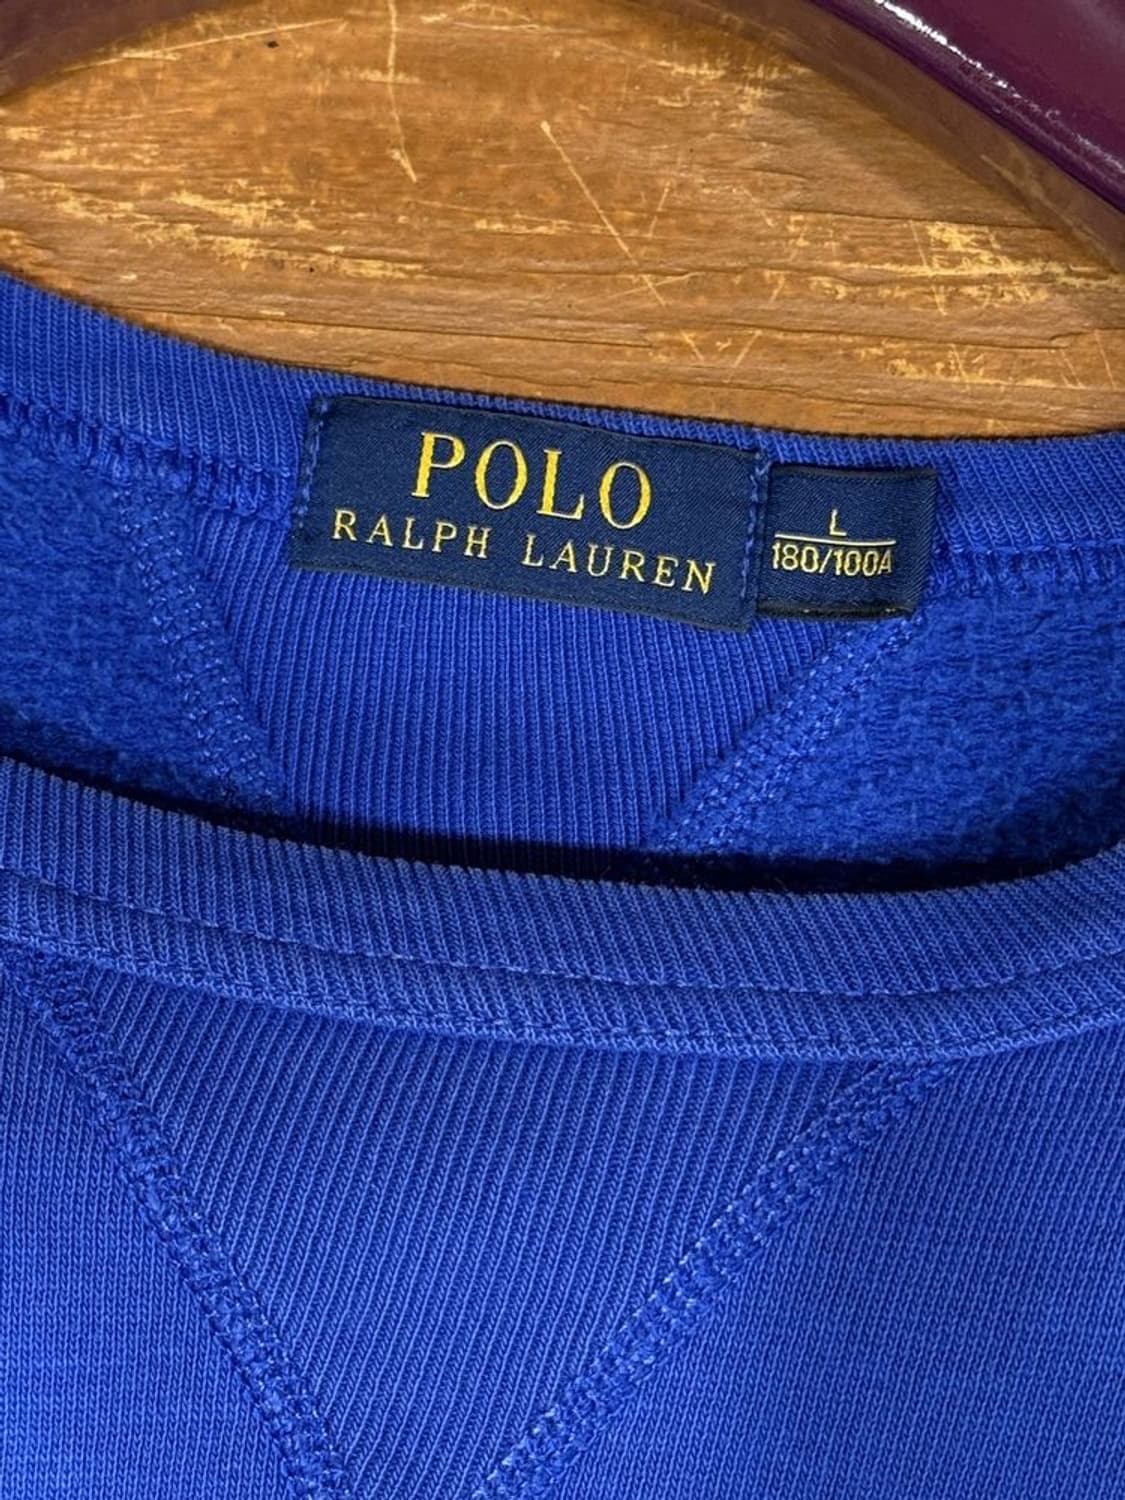 POLO
RALPH LAUREN
L
180/100A